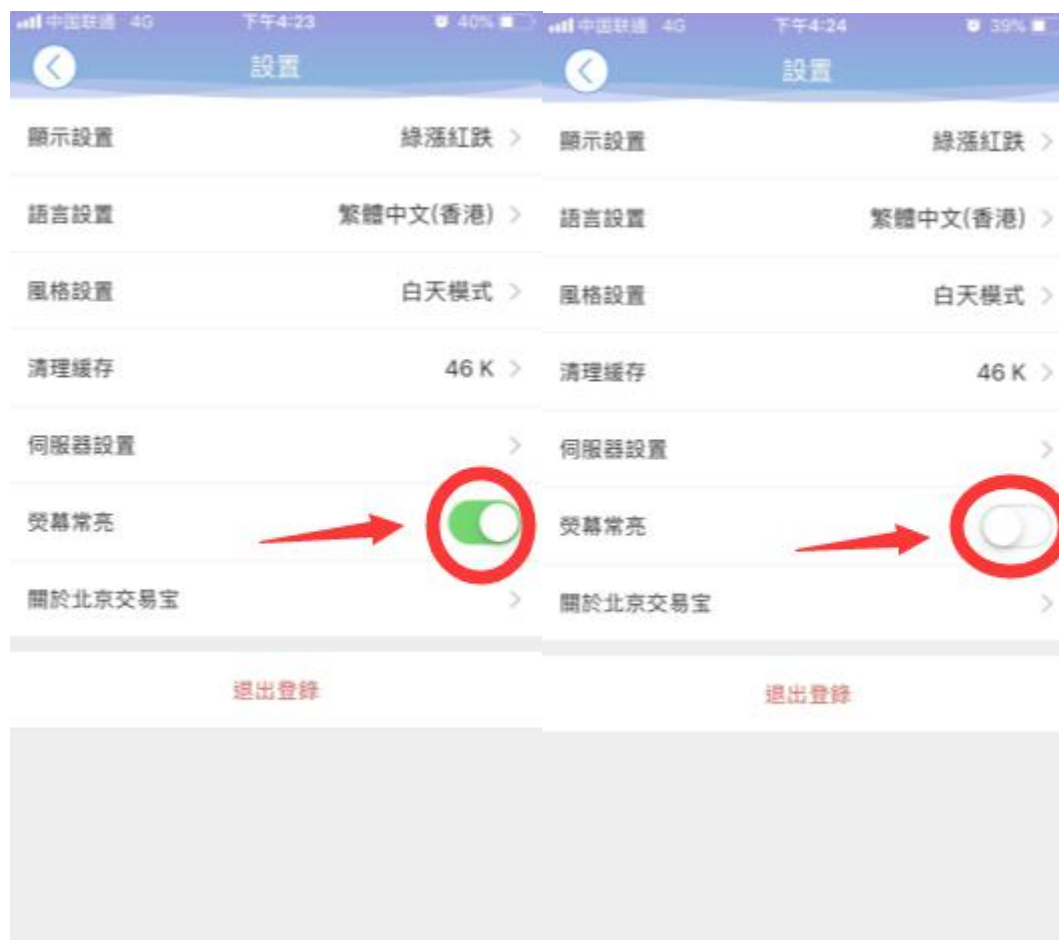 中国联通 4G 下午4:23 40%
設置
顯示設置 綠漲紅跌
語言設置 繁體中文(香港)
風格設置 白天模式
清理緩存 46 K
伺服器設置
熒幕常亮
關於北京交易宝
退出登錄
中国联通 4G 下午4:24 39%
設置
顯示設置 綠漲紅跌
語言設置 繁體中文(香港)
風格設置 白天模式
清理緩存 46 K
伺服器設置
熒幕常亮
關於北京交易宝
退出登錄